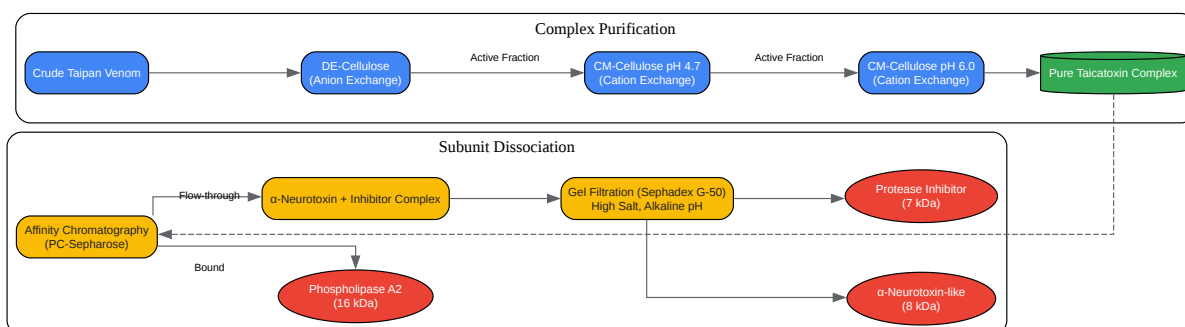 Complex Purification
Crude Taipan Venom
DE-Cellulose
(Anion Exchange)
Active Fraction
CM-Cellulose pH 4.7
(Cation Exchange)
Active Fraction
CM-Cellulose pH 6.0
(Cation Exchange)
Pure Taicatoxin Complex
Subunit Dissociation
Affinity Chromatography
(PC-Sepharose)
Flow-through
α-Neurotoxin + Inhibitor Complex
Gel Filtration (Sephadex G-50)
High Salt, Alkaline pH
Protease Inhibitor
(7 kDa)
Bound
Phospholipase A2
(16 kDa)
α-Neurotoxin-like
(8 kDa)